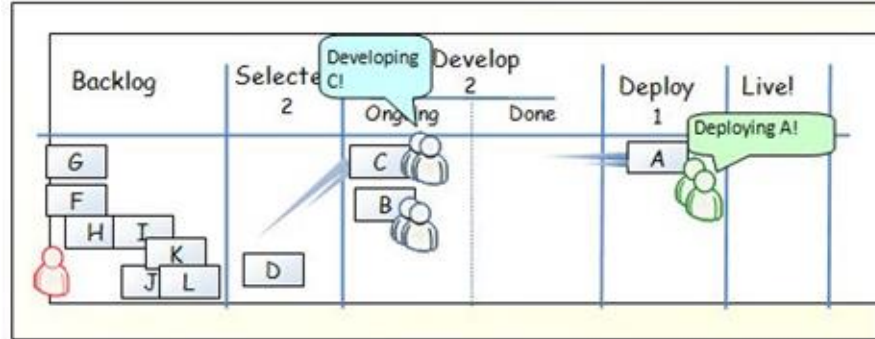 Developing
C!
Backlog
Selecte
Develop
2
2
Ongoing
Done
Deploy
1
Live!
Deploying A!
G
F
H
I
K
J
L
D
C
B
A